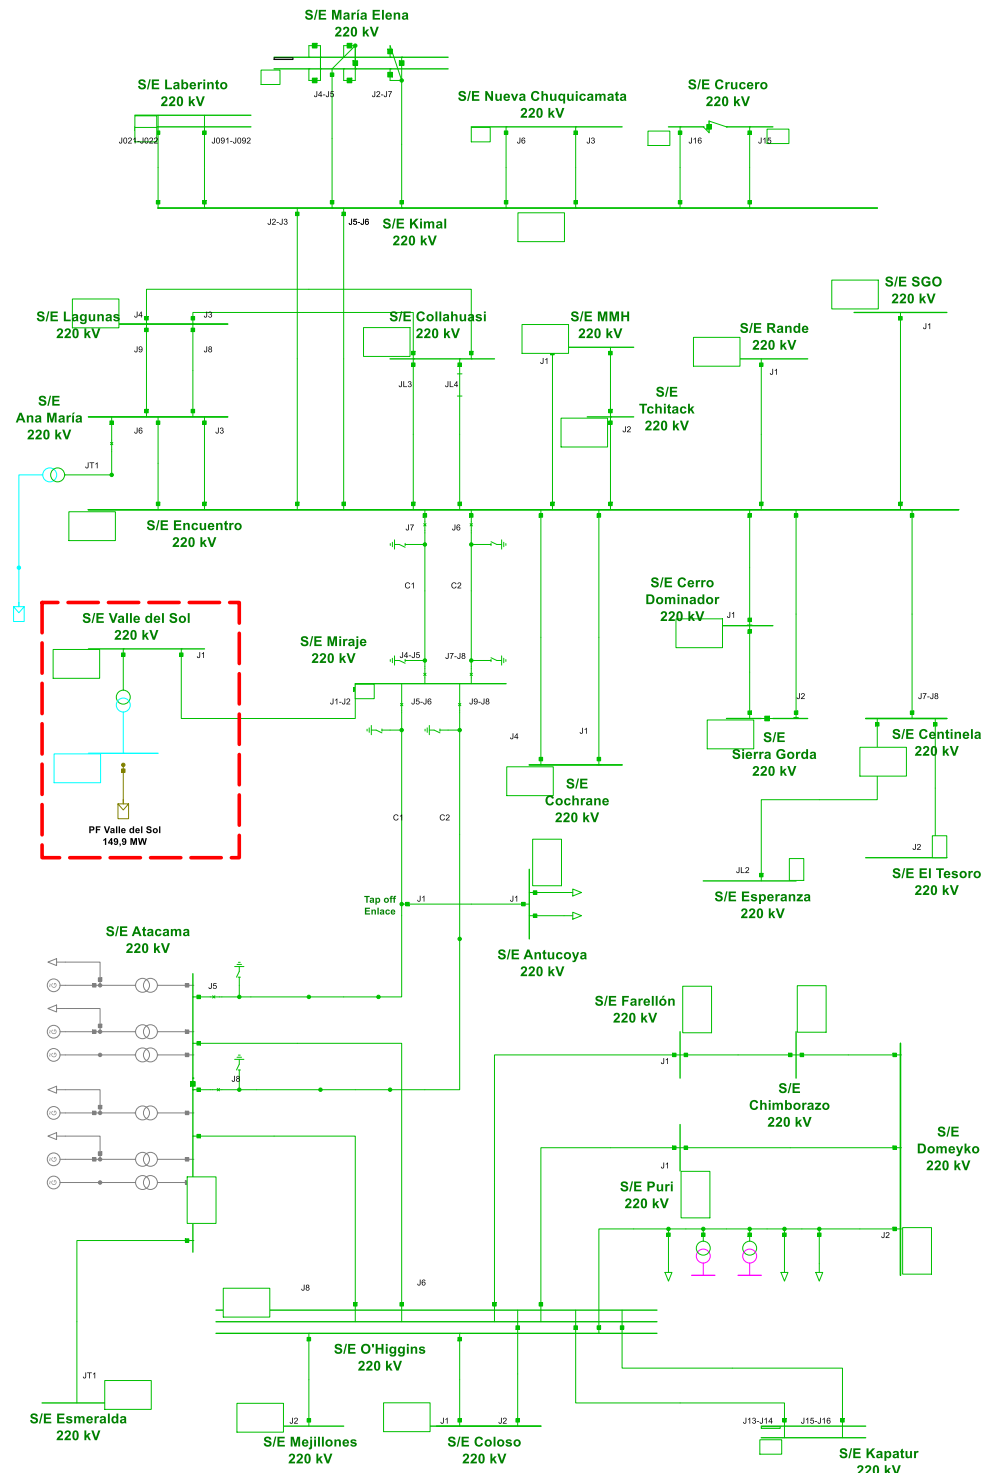 S/E María Elena
220 kV
J4-J5
J2-J7
S/E Laberinto
220 kV
J021-J022
J091-J092
S/E Nueva Chuquicamata
220 kV
J6
J3
S/E Crucero
220 kV
J16
J15
J2-J3
J5-J6
S/E Kimal
220 kV
S/E Lagunas
220 kV
J4
J3
J9
J8
S/E Collahuasi
220 kV
JL3
JL4
S/E MMH
220 kV
J1
S/E Rande
220 kV
J1
S/E SGO
220 kV
J1
S/E
Ana María
220 kV
J6
J3
JT1
S/E
Tchitack
220 kV
J2
S/E Encuentro
220 kV
J7
J6
C1
C2
S/E Cerro
Dominador
220 kV
J1
S/E Valle del Sol
220 kV
J1
S/E Miraje
220 kV
J4-J5
J7-J8
J1-J2
J5-J6
J9-J8
J4
J1
J2
S/E
Sierra Gorda
220 kV
J7-J8
S/E Centinela
220 kV
S/E
Cochrane
220 kV
PF Valle del Sol
149,9 MW
C1
C2
JL2
S/E Esperanza
220 kV
J2
S/E El Tesoro
220 kV
Tap off
Enlace
J1
J1
S/E Antucoya
220 kV
S/E Atacama
220 kV
J5
J8
S/E Farellón
220 kV
J1
S/E
Chimborazo
220 kV
S/E
Domeyko
220 kV
J1
S/E Puri
220 kV
J2
J8
J6
S/E O'Higgins
220 kV
JT1
S/E Esmeralda
220 kV
J2
S/E Mejillones
220 kV
J1
J2
S/E Coloso
220 kV
J13-J14
J15-J16
S/E Kapatur
220 kV